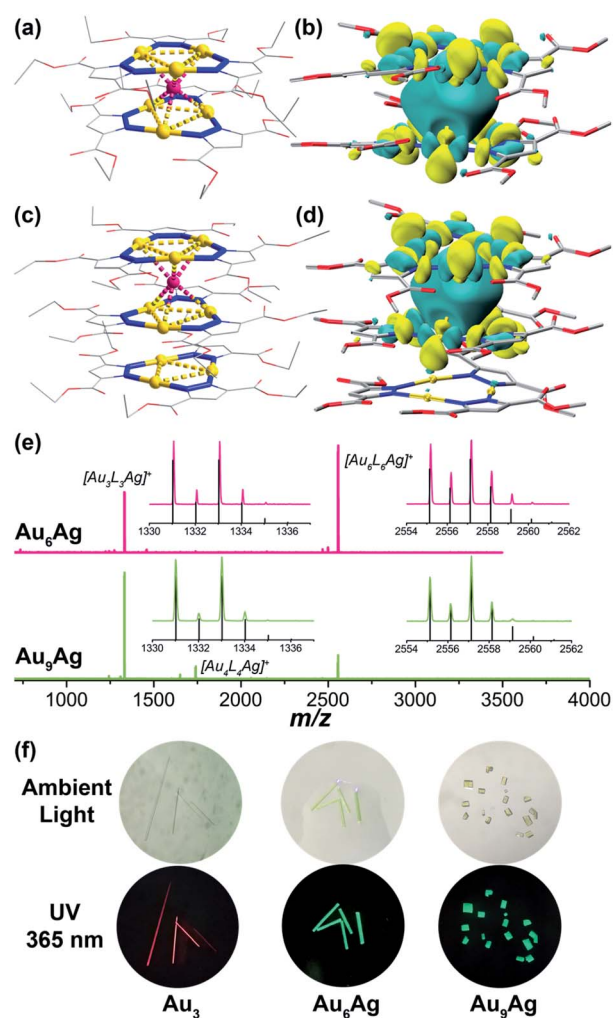 (a)
(b)
(c)
(d)
(e)
[Au3L3Ag]+
[Au6L6Ag]+
1330 1332 1334 1336
2554 2556 2558 2560 2562
Au6Ag
1330 1332 1334 1336
2554 2556 2558 2560 2562
[Au4L4Ag]+
Au9Ag
1000 1500 2000 2500 3000 3500 4000
m/z
(f)
Ambient
Light
UV
365 nm
Au3 Au6Ag Au9Ag